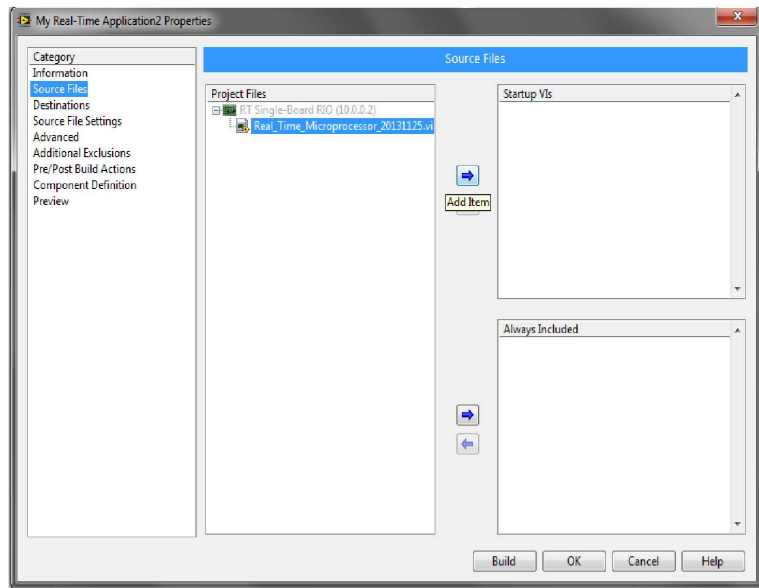 My Real-Time Application2 Properties
Category
Information
Source Files
Destinations
Source File Settings
Advanced
Additional Exclusions
Pre/Post Build Actions
Component Definition
Preview
Source Files
Project Files
RT Single-Board RIO (10.0.0.2)
Real_Time_Microprocessor_20131125.vi
Add Item
Startup VIs
Always Included
Build
OK
Cancel
Help